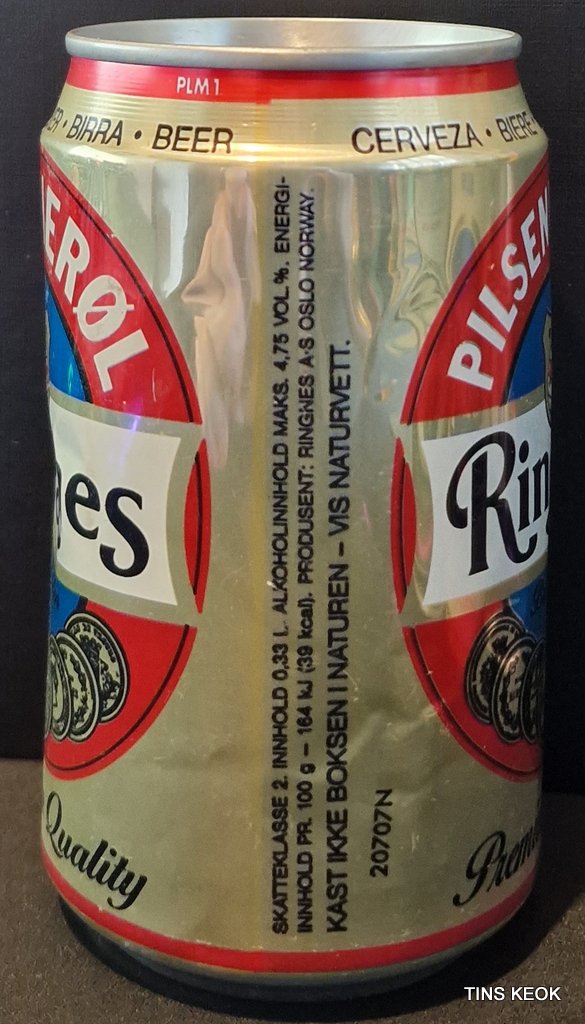 PLM 1
BIRRA • BEER
CERVEZA • BIERE
ERØL
PILSEN
es
Rin
SKATTEKLASSE 2. INNHOLD 0,33 L. ALKOHOLINNHOLD MAKS. 4,75 VOL %. ENERGI-
INNHOLD PR. 100 g – 164 kJ (39 kcal). PRODUSENT: RINGNES A·S OSLO NORWAY.
KAST IKKE BOKSEN I NATUREN – VIS NATURVETT.
20707N
Quality
Prem
TINS KEOK